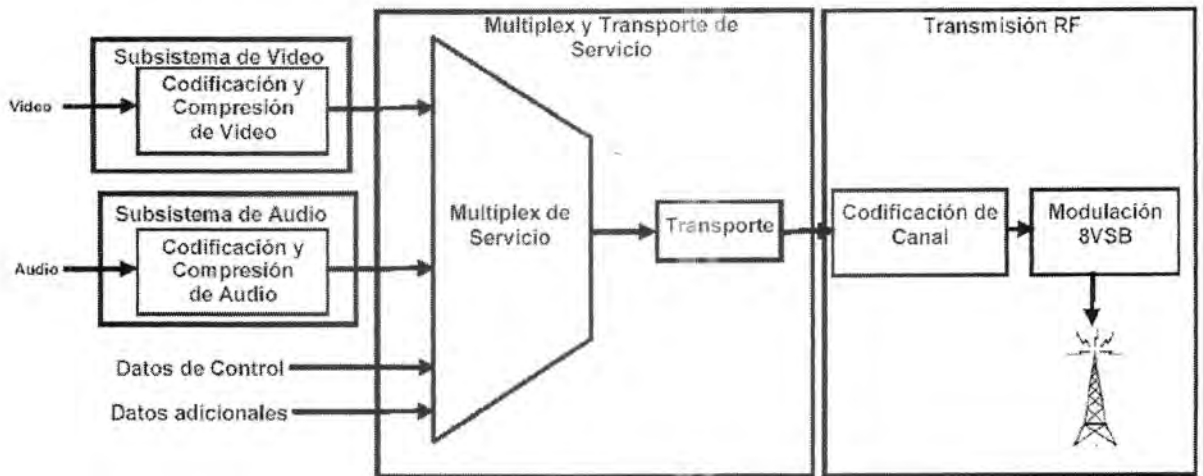 Multiplex y Transporte de
Servicio
Transmisión RF
Subsistema de Video
Codificación y
Compresión
de Video
Video
Subsistema de Audio
Codificación y
Compresión
de Audio
Audio
Multiplex de
Servicio
Transporte
Codificación de
Canal
Modulación
8VSB
Datos de Control
Datos adicionales